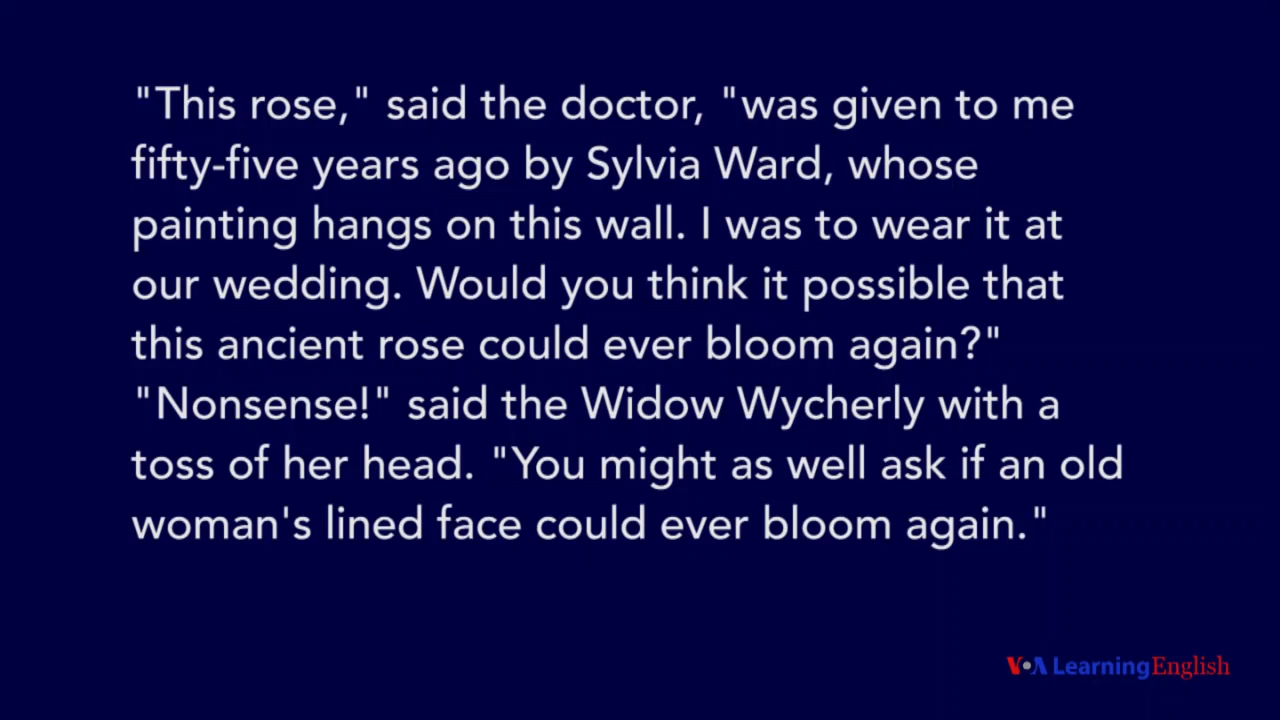 "This rose," said the doctor, "was given to me
fifty-five years ago by Sylvia Ward, whose
painting hangs on this wall. I was to wear it at
our wedding. Would you think it possible that
this ancient rose could ever bloom again?"
"Nonsense!" said the Widow Wycherly with a
toss of her head. "You might as well ask if an old
woman's lined face could ever bloom again."
VOA Learning English